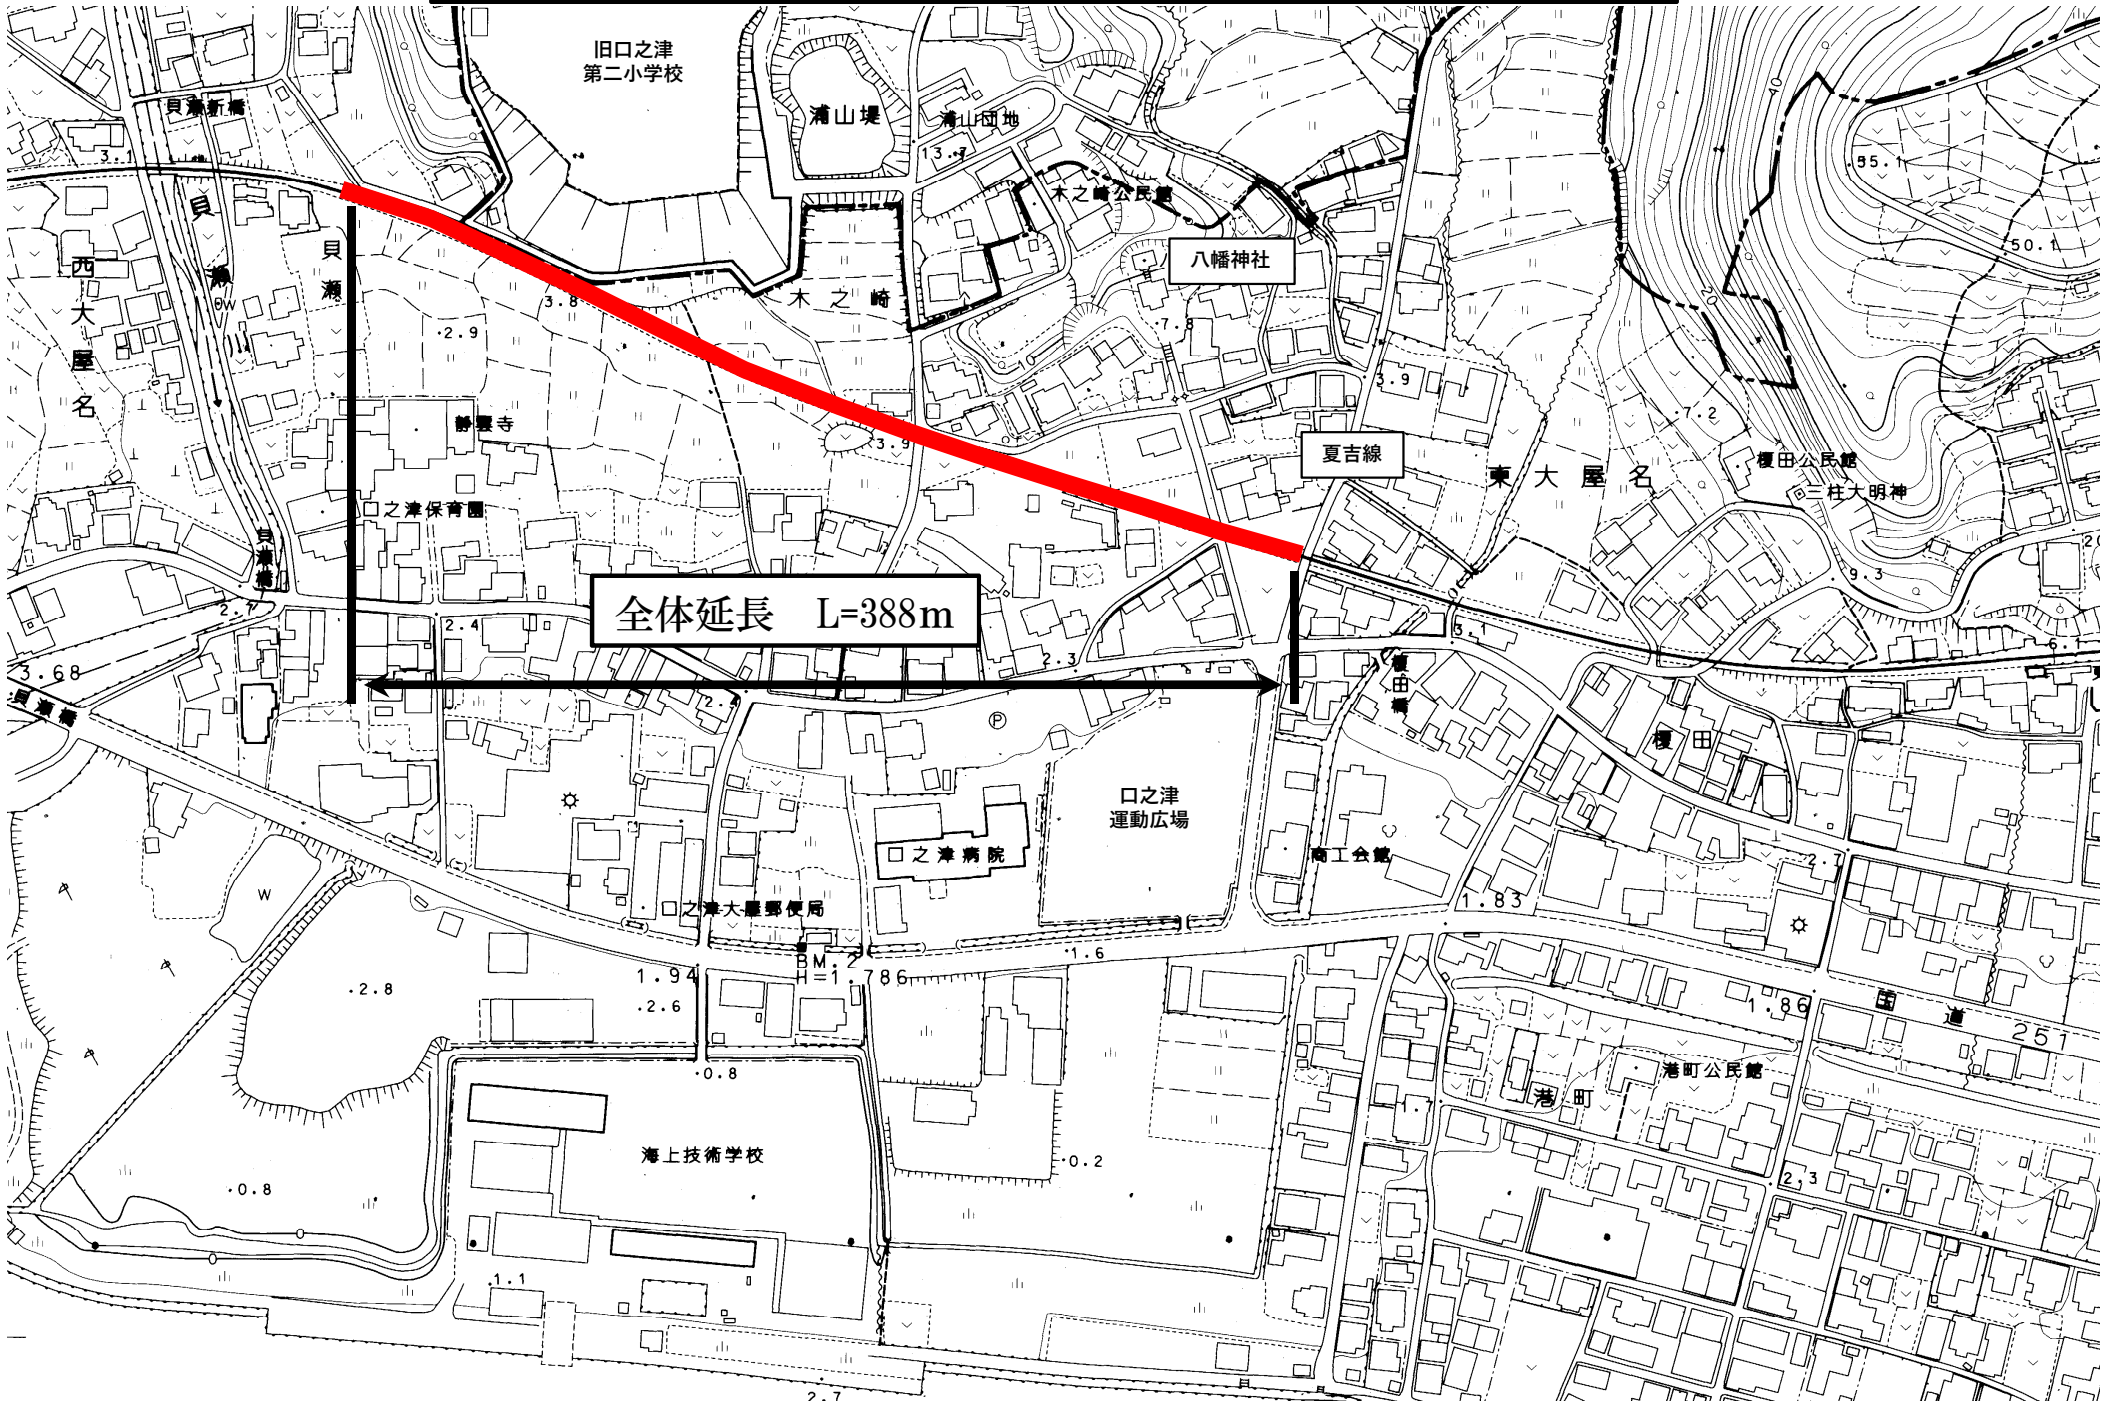 旧口之津
第二小学校
貝瀬新橋
浦山堤
浦山団地
3.1
13.7
55.1
木之崎公民館
貝瀬
50.1
八幡神社
西大屋名
貝瀬
W
3.8
木之崎
2.9
7.8
20
3.9
7.2
静雲寺
3.9
夏吉線
榎田公民館
東大屋名
三柱大明神
口之津保育園
貝瀬橋
9.3
2.7
全体延長 L=388m
2.4
3.1
6.1
2.3
3.68
榎田橋
貝瀬橋
2.4
P
榎田
口之津
運動広場
口之津病院
商工会館
2.7
W
1.83
口之津大屋郵便局
BM.2
H=1.786
1.6
1.94
2.8
2.6
1.86
国道251
0.8
港町公民館
港町
1.7
海上技術学校
0.2
0.8
2.3
1.1
2.7